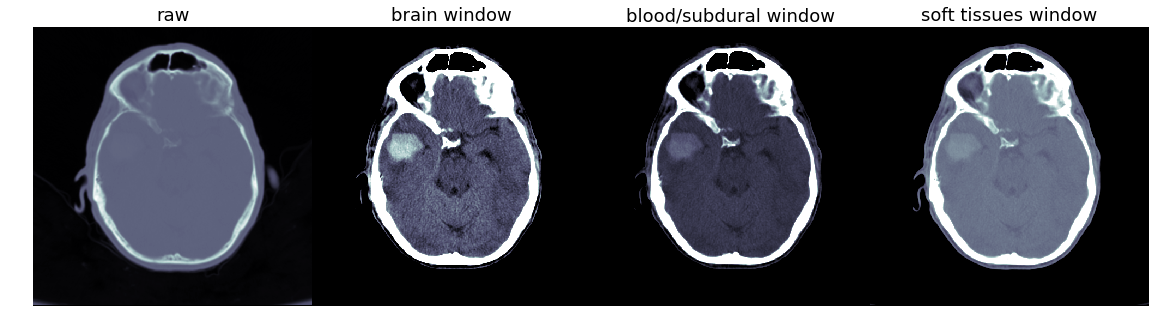 raw
brain window
blood/subdural window
soft tissues window